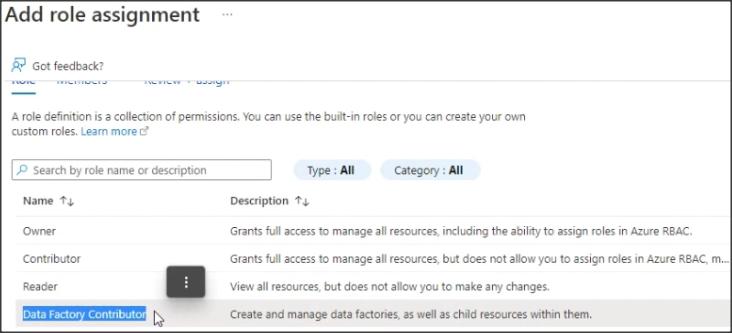 Add role assignment ...
Got feedback?
Role Members Review + assign
A role definition is a collection of permissions. You can use the built-in roles or you can create your own
custom roles. Learn more
Search by role name or description Type : All Category : All
Name ↑↓ Description ↑↓
Owner Grants full access to manage all resources, including the ability to assign roles in Azure RBAC.
Contributor Grants full access to manage all resources, but does not allow you to assign roles in Azure RBAC, m...
Reader View all resources, but does not allow you to make any changes.
Data Factory Contributor Create and manage data factories, as well as child resources within them.